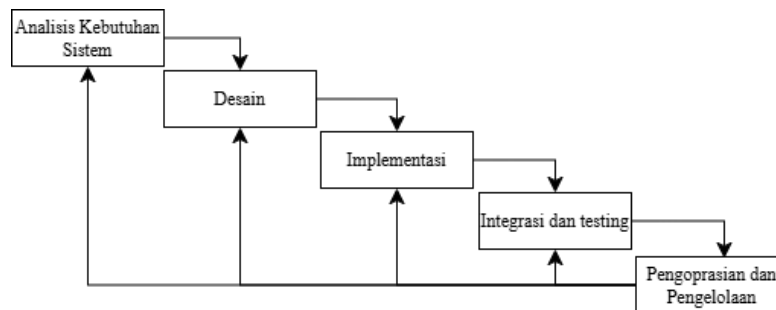 Analisis Kebutuhan
Sistem
Desain
Implementasi
Integrasi dan testing
Pengoprasian dan
Pengelolaan